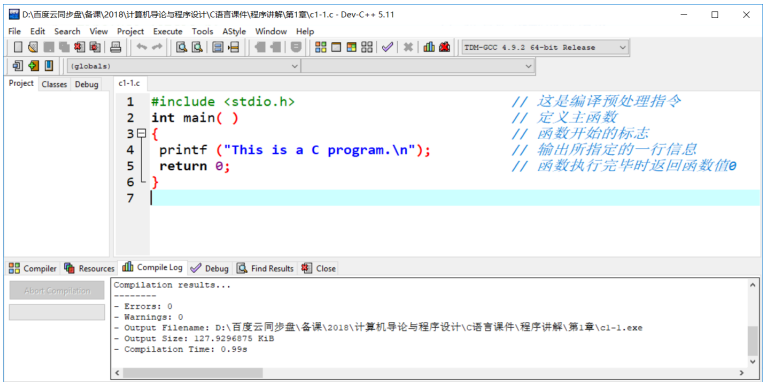 D:\百度云同步盘\备课\2018\计算机导论与程序设计\C语言课件\程序讲解\第1章\c1-1.c - Dev-C++ 5.11
File Edit Search View Project Execute Tools AStyle Window Help
TDM-GCC 4.9.2 64-bit Release
(globals)
Project Classes Debug c1-1.c
1 #include <stdio.h> // 这是编译预处理指令
2 int main( ) // 定义主函数
3 { // 函数开始的标志
4 printf ("This is a C program.\n"); // 输出所指定的一行信息
5 return 0; // 函数执行完毕时返回函数值0
6 }
7
Compiler Resources Compile Log Debug Find Results Close
Abort Compilation
Compilation results...
--------
- Errors: 0
- Warnings: 0
- Output Filename: D:\百度云同步盘\备课\2018\计算机导论与程序设计\C语言课件\程序讲解\第1章\c1-1.exe
- Output Size: 127.9296875 KiB
- Compilation Time: 0.99s